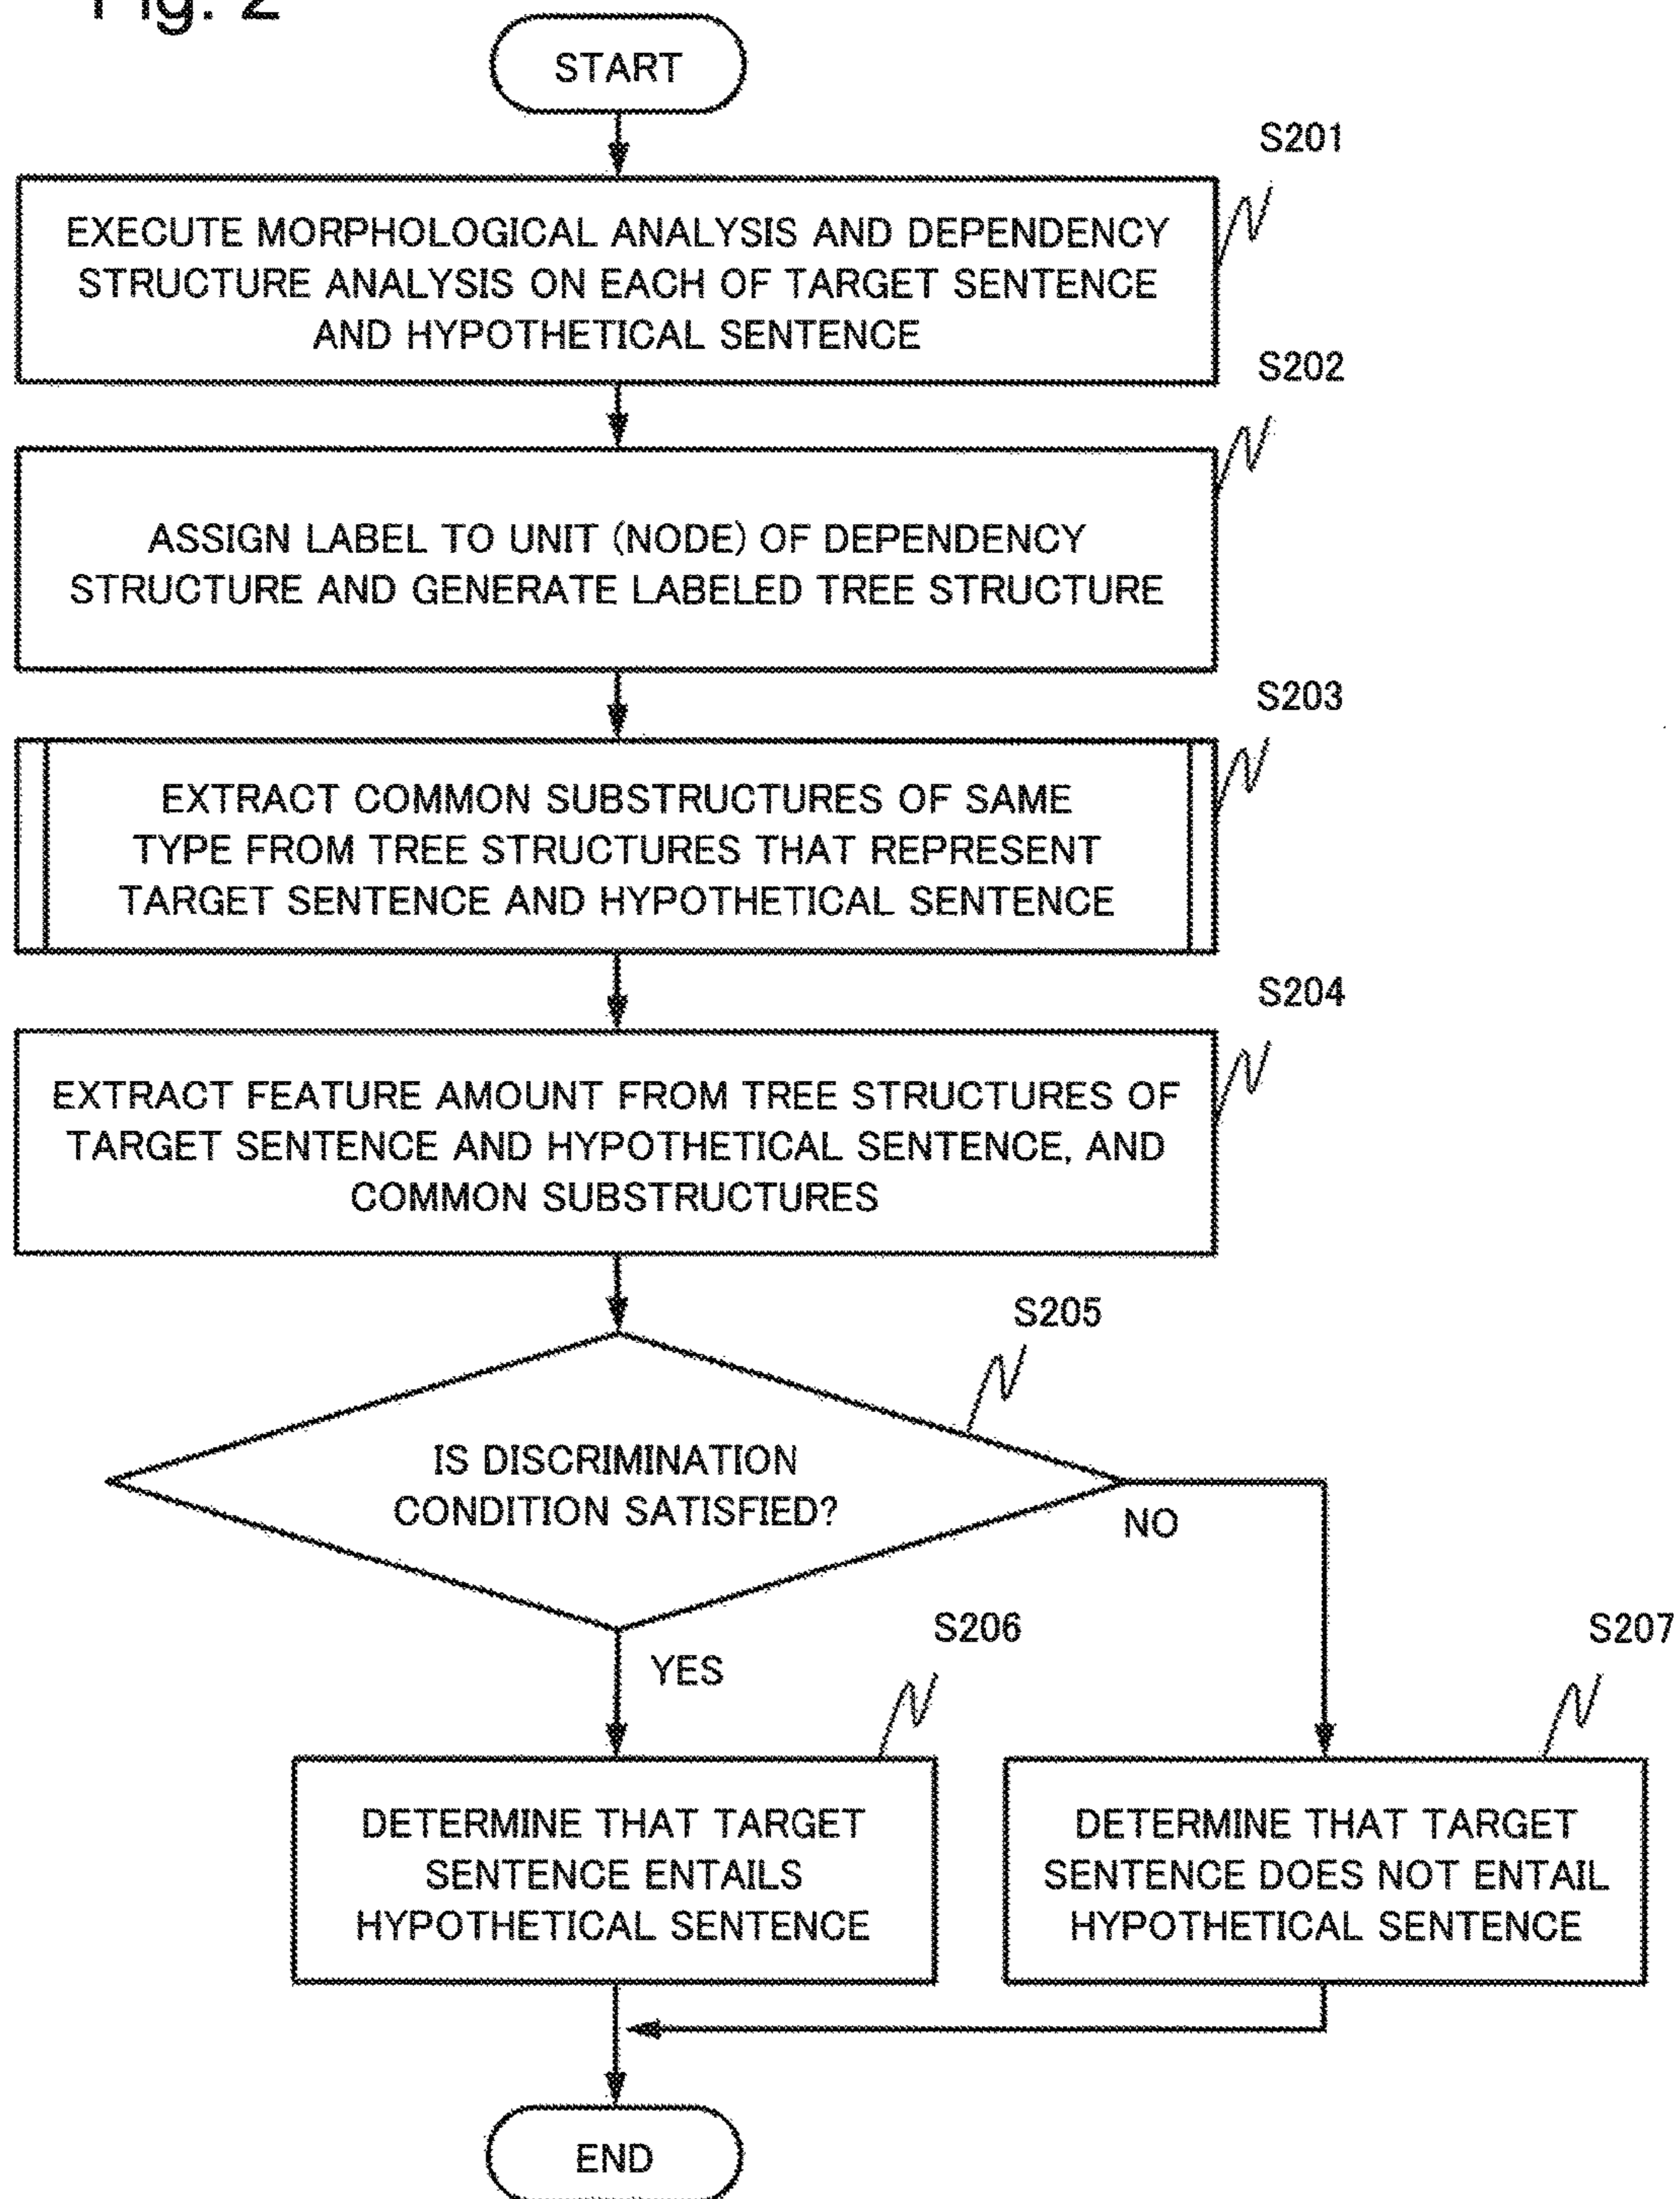 Fig. 2
START
S201
EXECUTE MORPHOLOGICAL ANALYSIS AND DEPENDENCY
STRUCTURE ANALYSIS ON EACH OF TARGET SENTENCE
AND HYPOTHETICAL SENTENCE
S202
ASSIGN LABEL TO UNIT (NODE) OF DEPENDENCY
STRUCTURE AND GENERATE LABELED TREE STRUCTURE
S203
EXTRACT COMMON SUBSTRUCTURES OF SAME
TYPE FROM TREE STRUCTURES THAT REPRESENT
TARGET SENTENCE AND HYPOTHETICAL SENTENCE
S204
EXTRACT FEATURE AMOUNT FROM TREE STRUCTURES OF
TARGET SENTENCE AND HYPOTHETICAL SENTENCE, AND
COMMON SUBSTRUCTURES
S205
IS DISCRIMINATION
CONDITION SATISFIED?
NO
YES
S206
DETERMINE THAT TARGET
SENTENCE ENTAILS
HYPOTHETICAL SENTENCE
S207
DETERMINE THAT TARGET
SENTENCE DOES NOT ENTAIL
HYPOTHETICAL SENTENCE
END